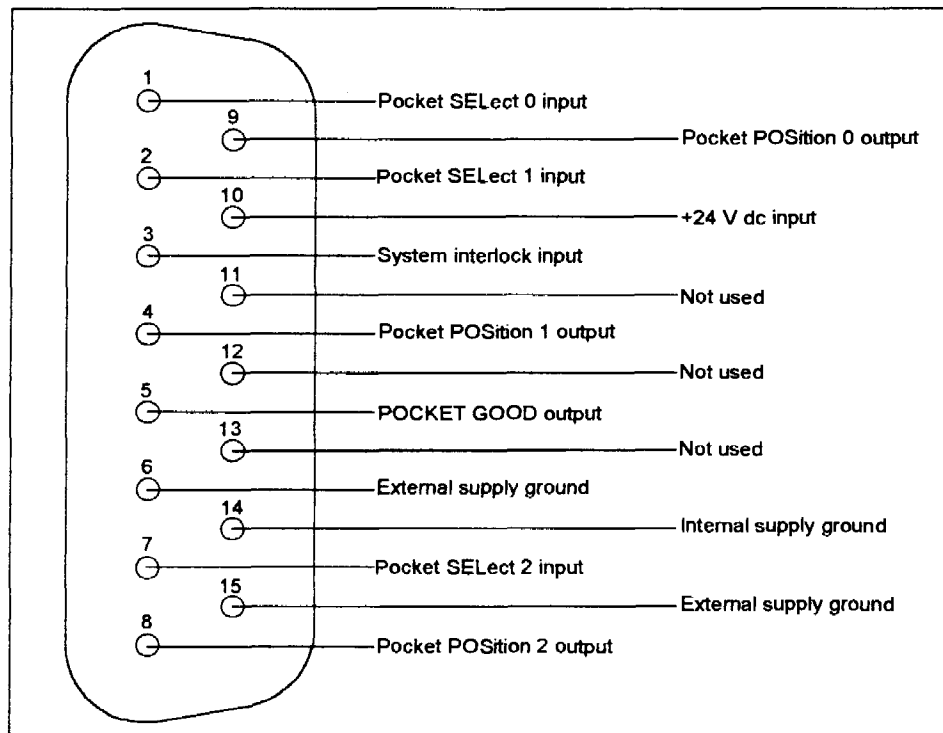 1
Pocket SELect 0 input
9
Pocket POSition 0 output
2
Pocket SELect 1 input
10
+24 V dc input
3
System interlock input
11
Not used
4
Pocket POSition 1 output
12
Not used
5
POCKET GOOD output
13
Not used
6
External supply ground
14
Internal supply ground
7
Pocket SELect 2 input
15
External supply ground
8
Pocket POSition 2 output